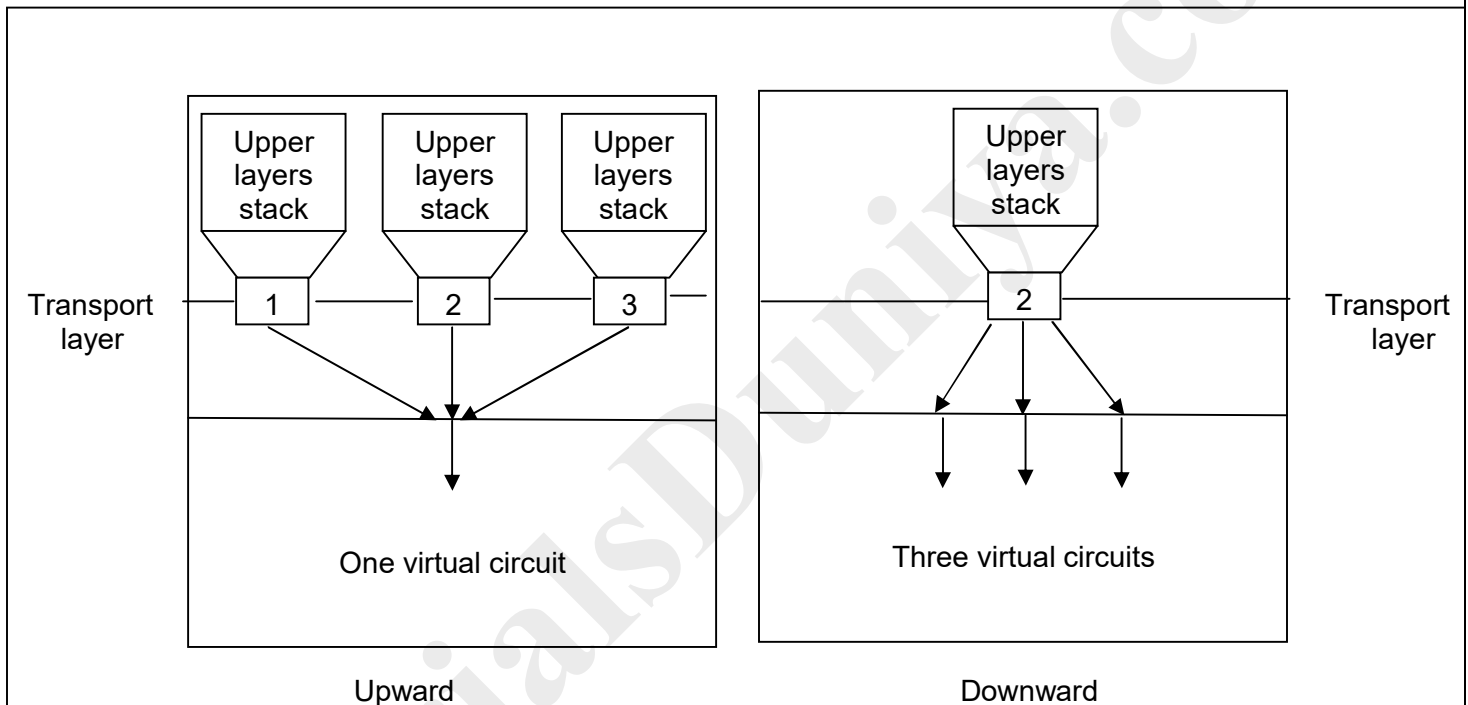 Upper
layers
stack
Upper
layers
stack
Upper
layers
stack
1
2
3
Transport
layer
One virtual circuit
Upward
Upper
layers
stack
2
Transport
layer
Three virtual circuits
Downward